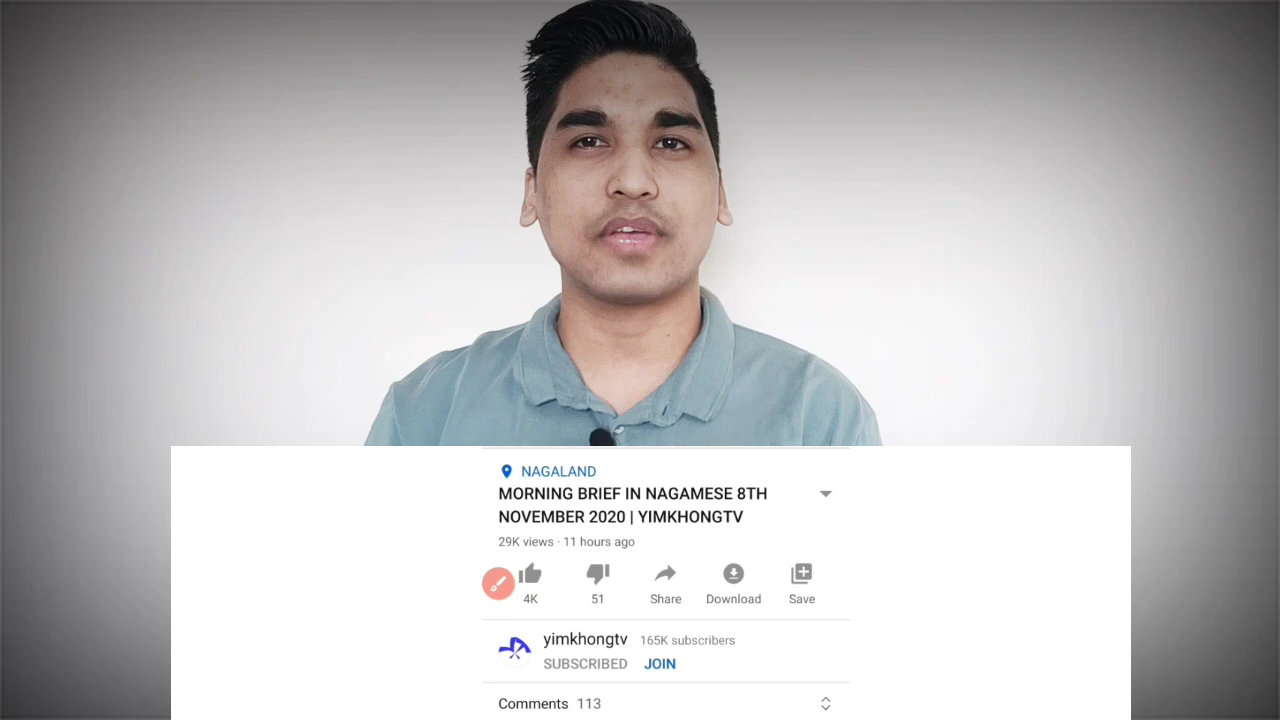 NAGALAND
MORNING BRIEF IN NAGAMESE 8TH
NOVEMBER 2020 | YIMKHONGTV
29K views · 11 hours ago
4K 51 Share Download Save
yimkhongtv 165K subscribers
SUBSCRIBED JOIN
Comments 113